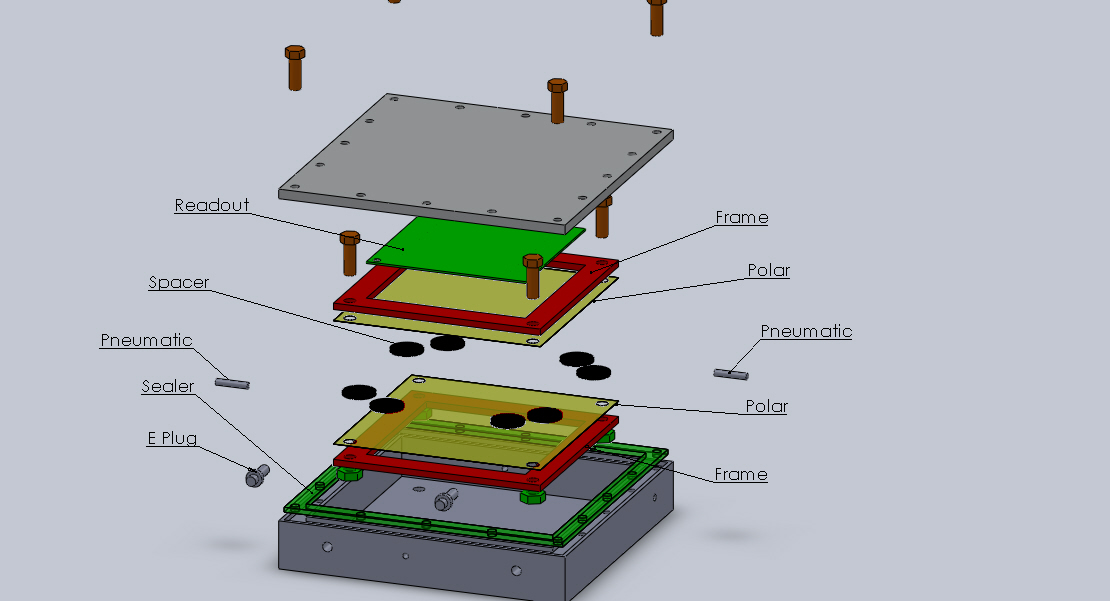 Readout
Frame
Polar
Spacer
Pneumatic
Pneumatic
Sealer
Polar
E Plug
Frame